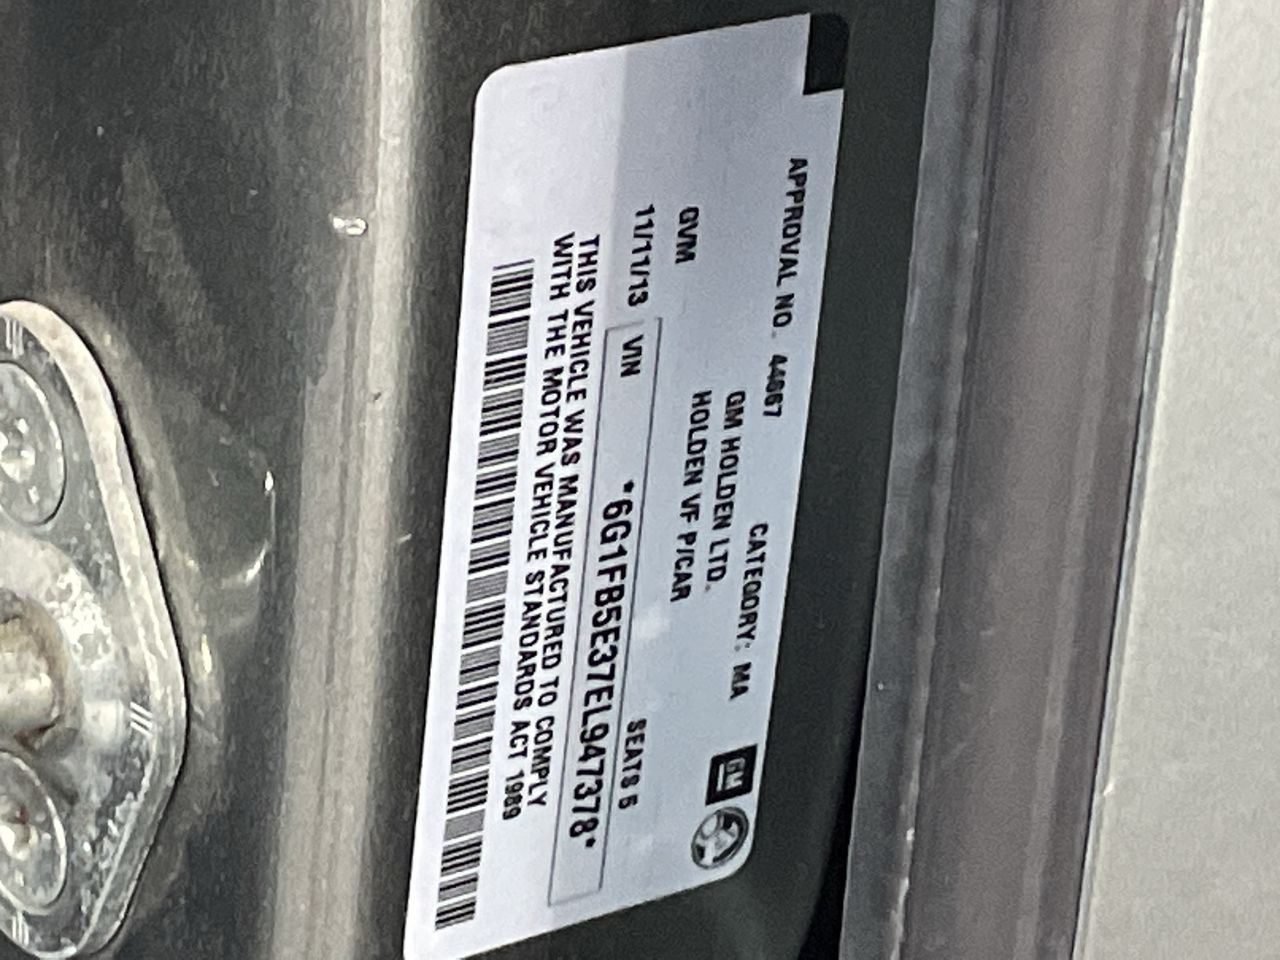 APPROVAL NO. 44667
CATEGORY: MA
GM
GM HOLDEN LTD.
HOLDEN VF P/CAR
GVM
SEATS 5
11/11/13
VIN *6G1FB5E37EL947378*
THIS VEHICLE WAS MANUFACTURED TO COMPLY
WITH THE MOTOR VEHICLE STANDARDS ACT 1989